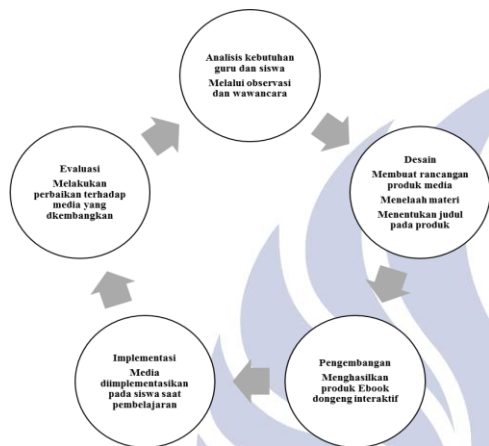 Analisis kebutuhan
guru dan siswa
Melalui observasi
dan wawancara
Desain
Membuat rancangan
produk media
Menelaah materi
Menentukan judul
pada produk
Pengembangan
Menghasilkan
produk Ebook
dongeng interaktif
Implementasi
Media
diimplementasikan
pada siswa saat
pembelajaran
Evaluasi
Melakukan
perbaikan terhadap
media yang
dkembangkan